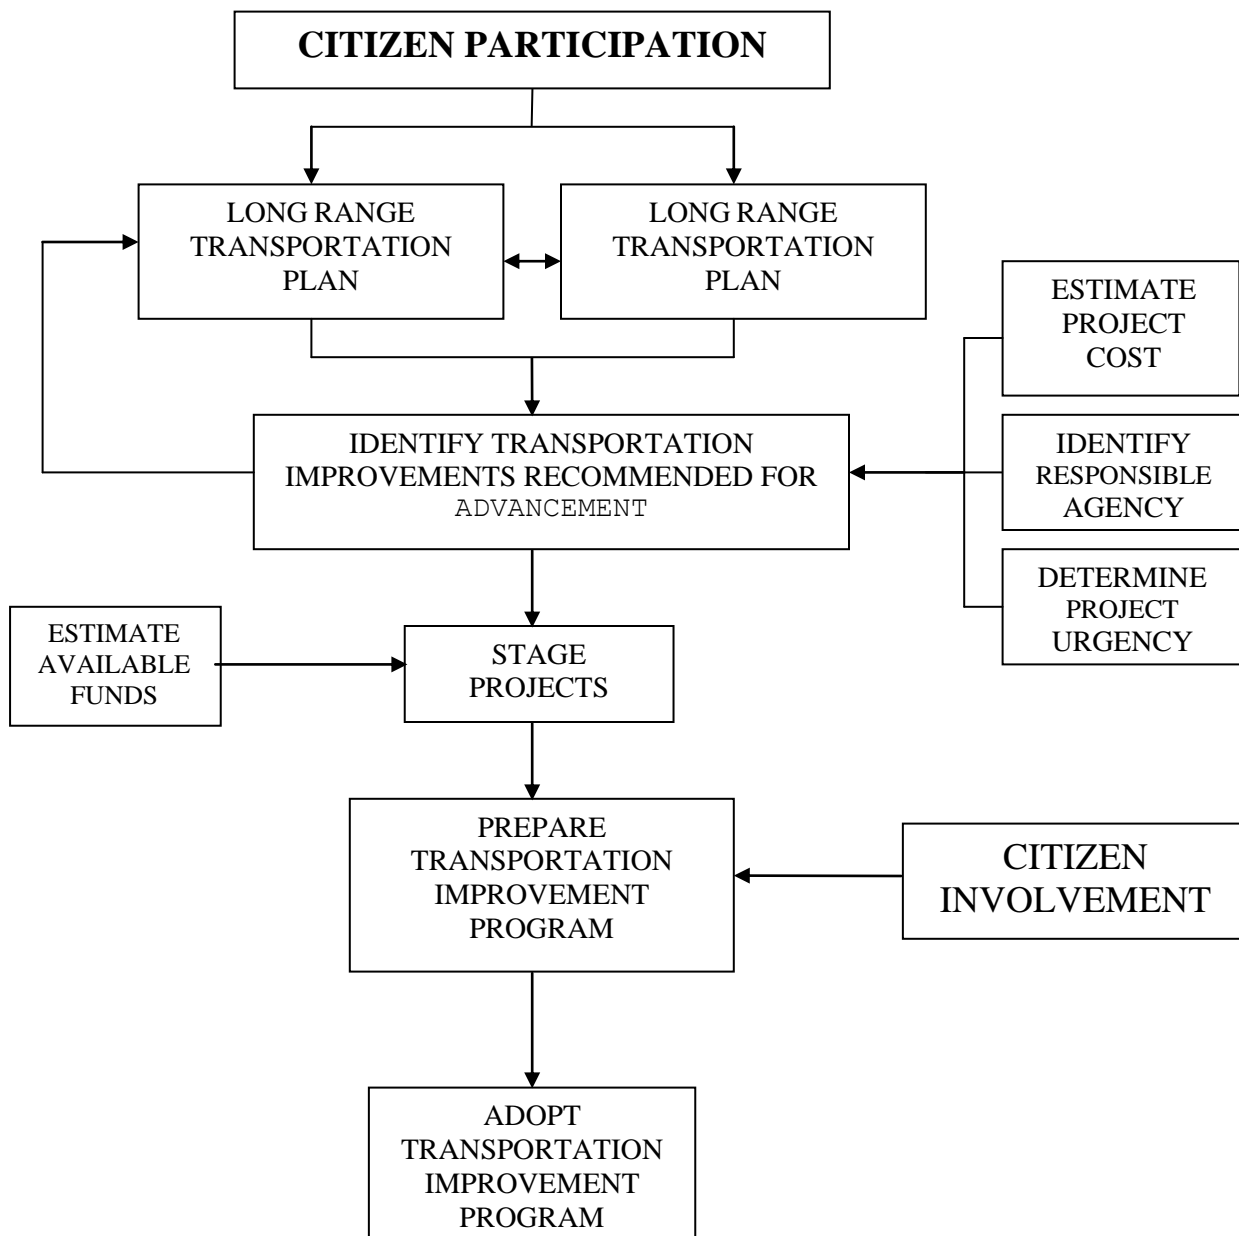 CITIZEN PARTICIPATION
LONG RANGE
TRANSPORTATION
PLAN
LONG RANGE
TRANSPORTATION
PLAN
ESTIMATE
PROJECT
COST
IDENTIFY TRANSPORTATION
IMPROVEMENTS RECOMMENDED FOR
ADVANCEMENT
IDENTIFY
RESPONSIBLE
AGENCY
DETERMINE
PROJECT
URGENCY
ESTIMATE
AVAILABLE
FUNDS
STAGE
PROJECTS
PREPARE
TRANSPORTATION
IMPROVEMENT
PROGRAM
CITIZEN
INVOLVEMENT
ADOPT
TRANSPORTATION
IMPROVEMENT
PROGRAM